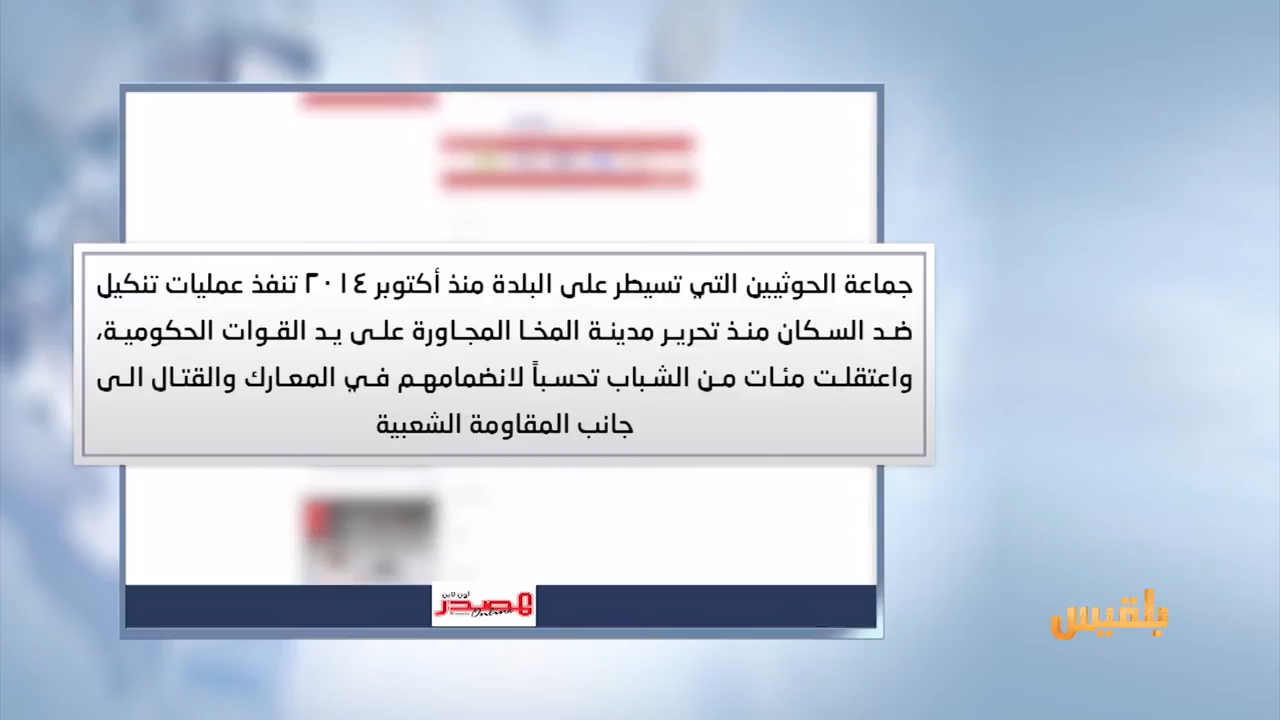 جماعة الحوثيين التي تسيطر على البلدة منذ أكتوبر ٢٠١٤ تنفذ عمليات تنكيل
ضد السكان منذ تحرير مدينة المخا المجاورة على يد القوات الحكومية،
واعتقلت مئات من الشباب تحسباً لانضمامهم في المعارك والقتال الى
جانب المقاومة الشعبية
المصدر أون لاين
Online
بلقيس